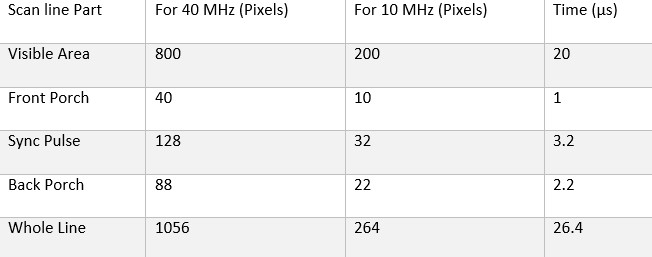 Scan line Part For 40 MHz (Pixels) For 10 MHz (Pixels) Time (µs)
Visible Area 800 200 20
Front Porch 40 10 1
Sync Pulse 128 32 3.2
Back Porch 88 22 2.2
Whole Line 1056 264 26.4